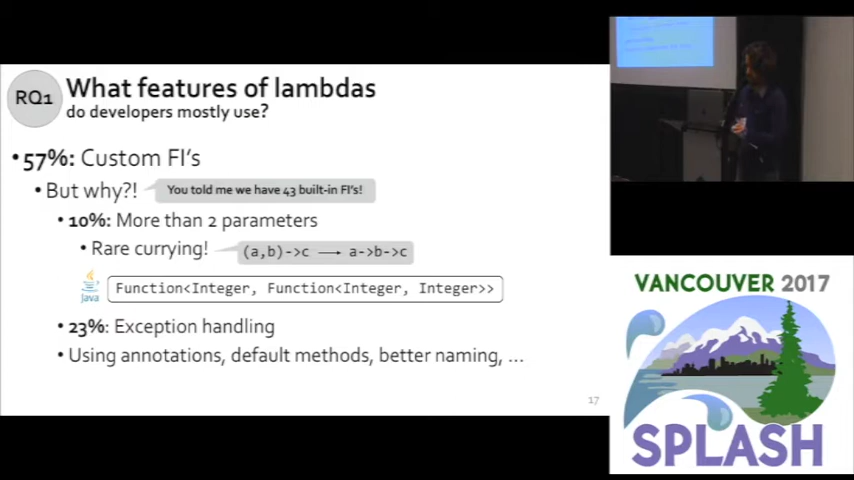 RQ1
What features of lambdas
do developers mostly use?
•57%: Custom FI's
• But why?!
You told me we have 43 built-in FI's!
• 10%: More than 2 parameters
• Rare currying!
(a,b)->c → a->b->c
Java
Function<Integer, Function<Integer, Integer>>
• 23%: Exception handling
• Using annotations, default methods, better naming, ...
17
VANCOUVER 2017
SPLASH